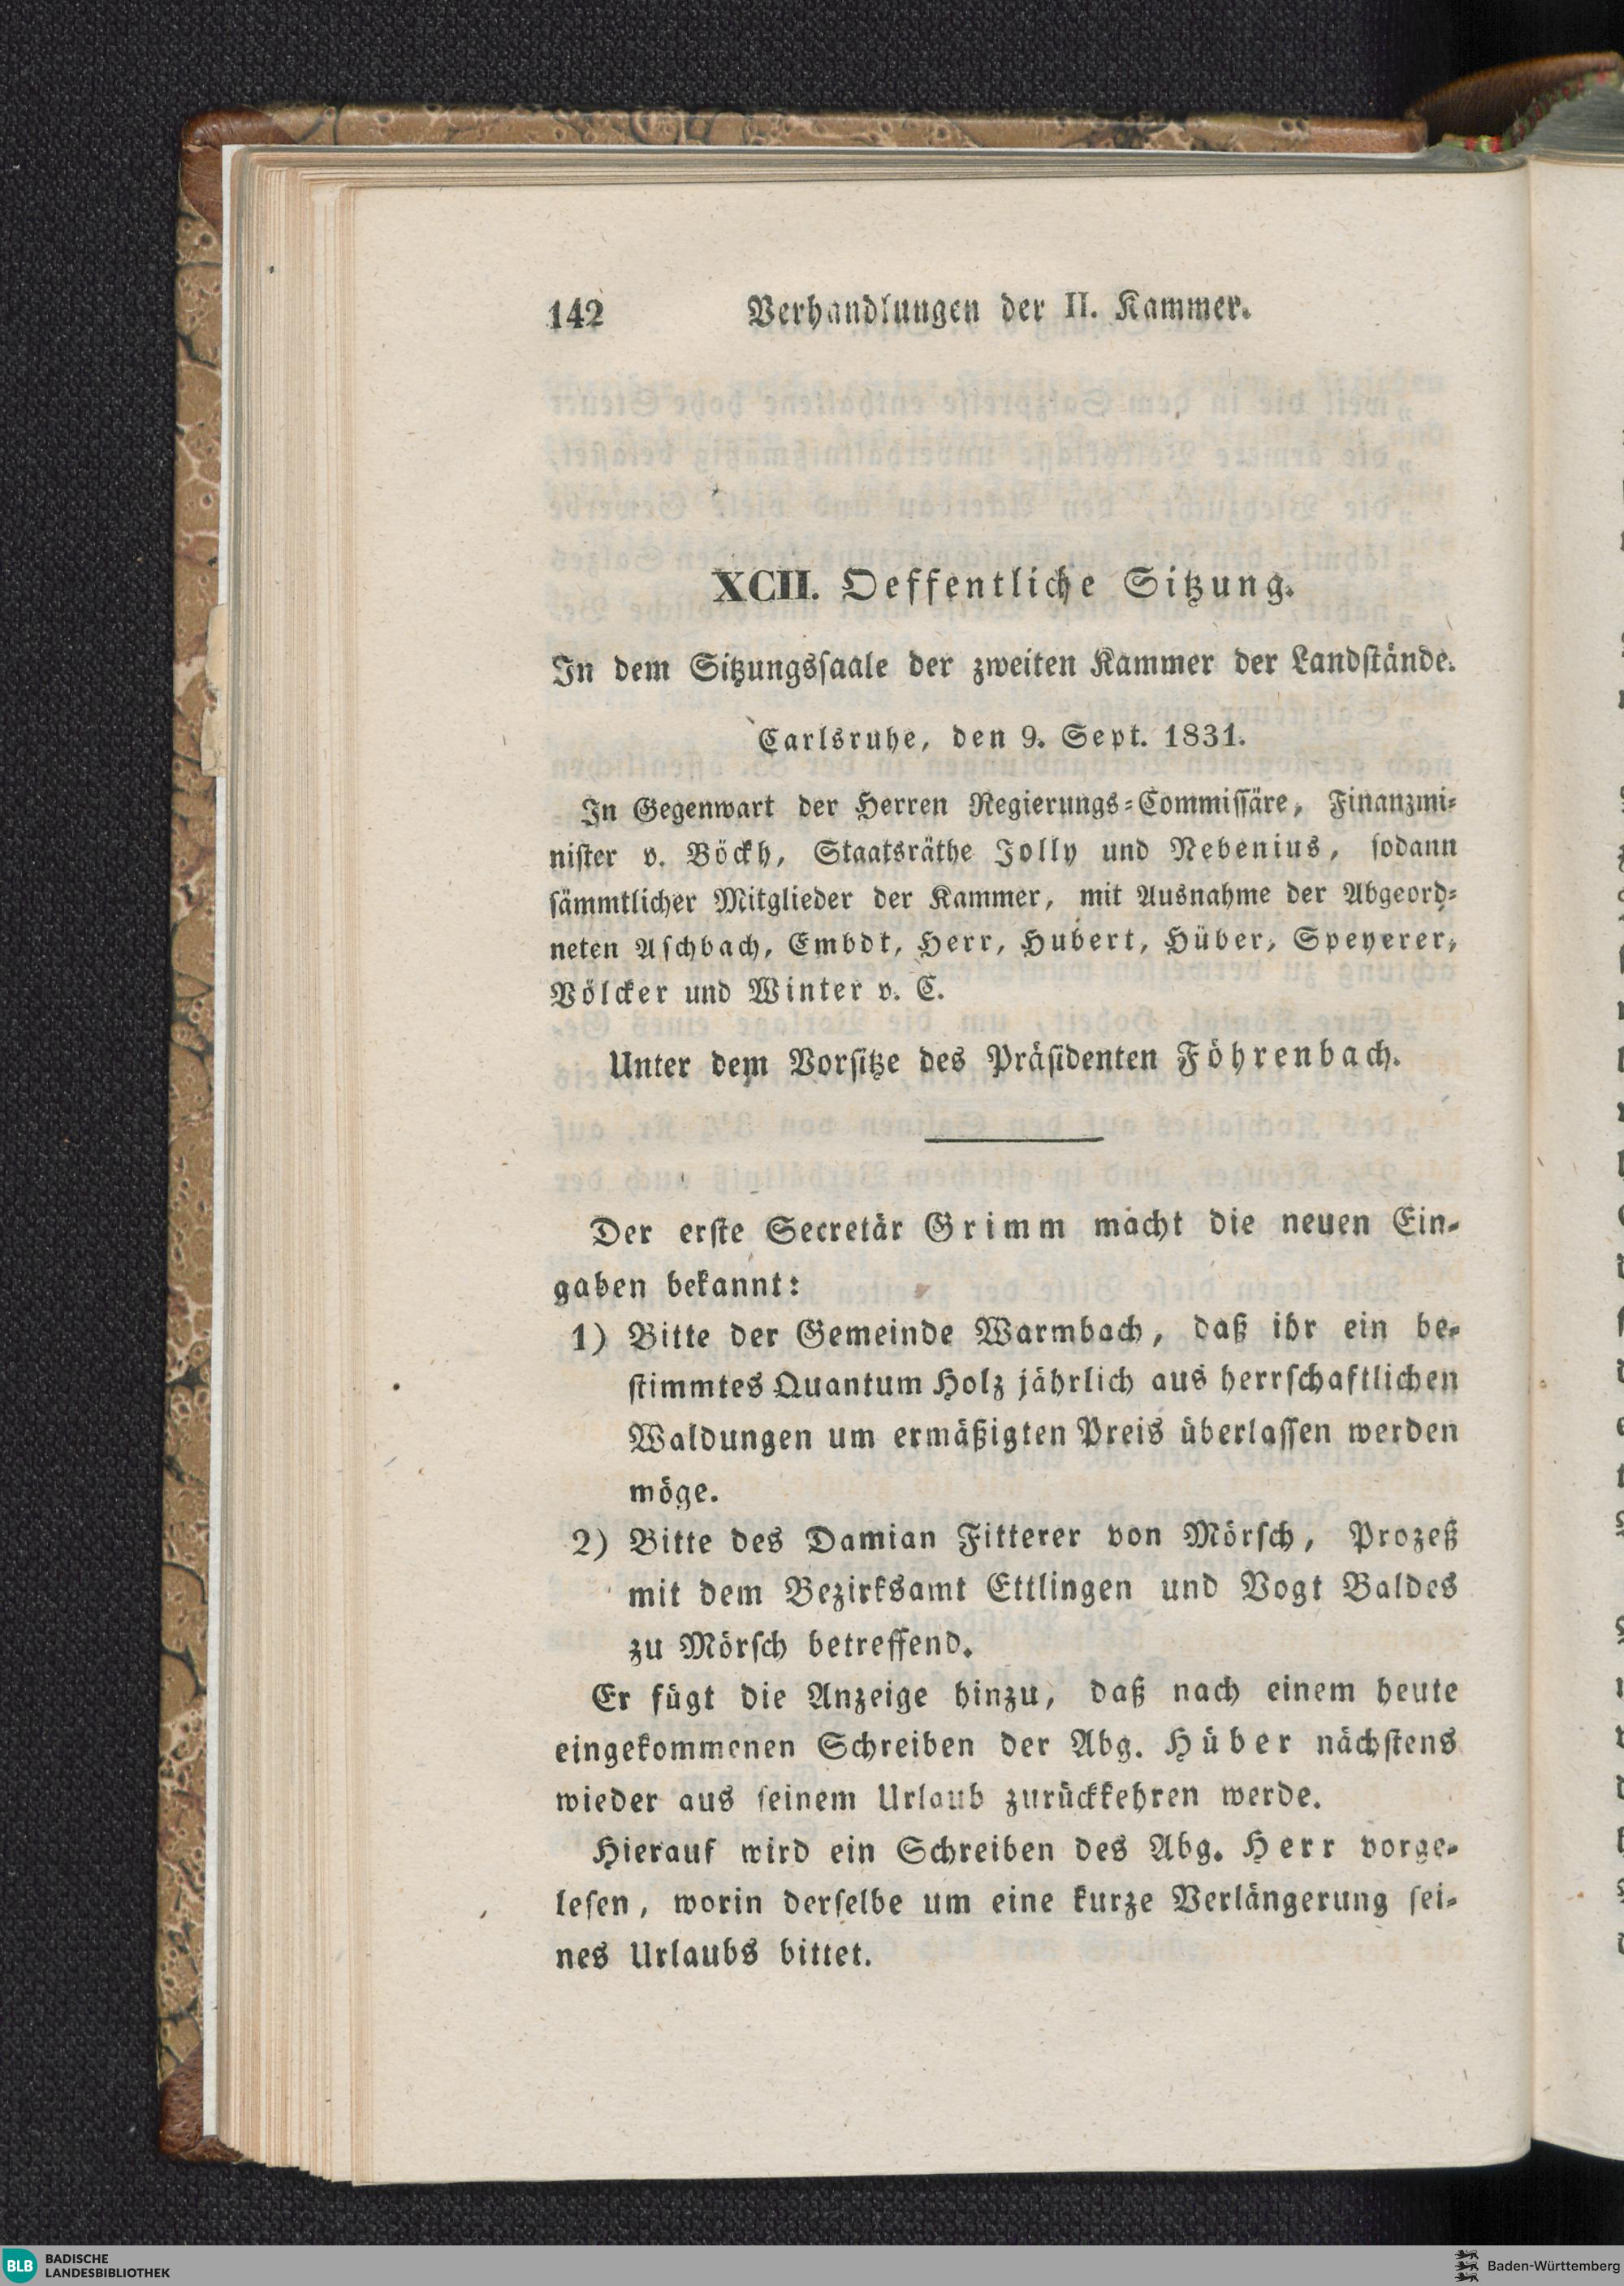 142 Verhandlungen der II. Kammer.
XCII. Oeffentliche Sitzung.
In dem Sitzungsſaale der zweiten Kammer der Landſtände.
Carlsruhe, den 9. Sept. 1831.
In Gegenwart der Herren Regierungs-Commiſſäre, Finanzmi-
niſter v. Böckh, Staatsräthe Jolly und Nebenius, ſodann
ſämmtlicher Mitglieder der Kammer, mit Ausnahme der Abgeord-
neten Aſchbach, Embdt, Herr, Hubert, Hüber, Speyerer,
Völcker und Winter v. C.
Unter dem Vorſitze des Präſidenten Föhrenbach.
Der erſte Secretär Grimm macht die neuen Ein-
gaben bekannt:
1) Bitte der Gemeinde Warmbach, daß ihr ein be-
ſtimmtes Quantum Holz jährlich aus herrſchaftlichen
Waldungen um ermäßigten Preis überlaſſen werden
möge.
2) Bitte des Damian Fitterer von Mörſch, Prozeß
mit dem Bezirksamt Ettlingen und Vogt Baldes
zu Mörſch betreffend.
Er fügt die Anzeige hinzu, daß nach einem heute
eingekommenen Schreiben der Abg. Hüber nächſtens
wieder aus ſeinem Urlaub zurückkehren werde.
Hierauf wird ein Schreiben des Abg. Herr vorge-
leſen, worin derſelbe um eine kurze Verlängerung ſei-
nes Urlaubs bittet.
BLB BADISCHE
LANDESBIBLIOTHEK
Baden-Württemberg